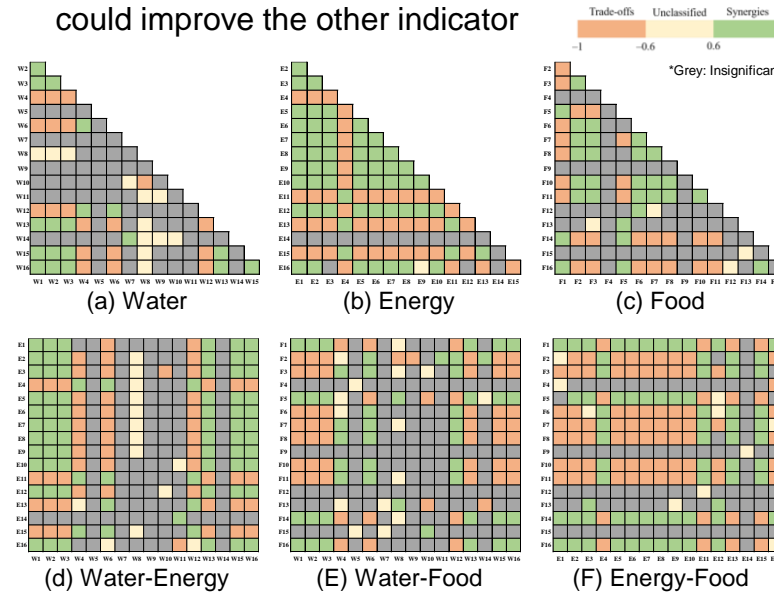 could improve the other indicator
Trade-offs Unclassified Synergies
-1 -0.6 0.6
*Grey: Insignifican
W2
W3
W4
W5
W6
W7
W8
W9
W10
W11
W12
W13
W14
W15
W16
W1 W2 W3 W4 W5 W6 W7 W8 W9 W10 W11 W12 W13 W14 W15
(a) Water
E2
E3
E4
E5
E6
E7
E8
E9
E10
E11
E12
E13
E14
E15
E16
E1 E2 E3 E4 E5 E6 E7 E8 E9 E10 E11 E12 E13 E14 E15
(b) Energy
F2
F3
F4
F5
F6
F7
F8
F9
F10
F11
F12
F13
F14
F15
F16
F1 F2 F3 F4 F5 F6 F7 F8 F9 F10 F11 F12 F13 F14
(c) Food
E1
E2
E3
E4
E5
E6
E7
E8
E9
E10
E11
E12
F13
F14
F15
E16
W1 W2 W3 W4 W5 W6 W7 W8 W9 W10 W11 W12 W13 W14 W15 W16
(d) Water-Energy
F1
F2
F3
F4
F5
F6
F7
F8
F9
F10
F11
F12
F13
F14
F15
F16
W1 W2 W3 W4 W5 W6 W7 W8 W9 W10 W11 W12 W13 W14 W15 W16
(E) Water-Food
F1
F2
F3
F4
F5
F6
F7
F8
F9
F10
F11
F12
F13
F14
F15
F16
E1 E2 E3 E4 E5 E6 E7 E8 E9 E10 E11 E12 E13 E14 E15
(F) Energy-Food